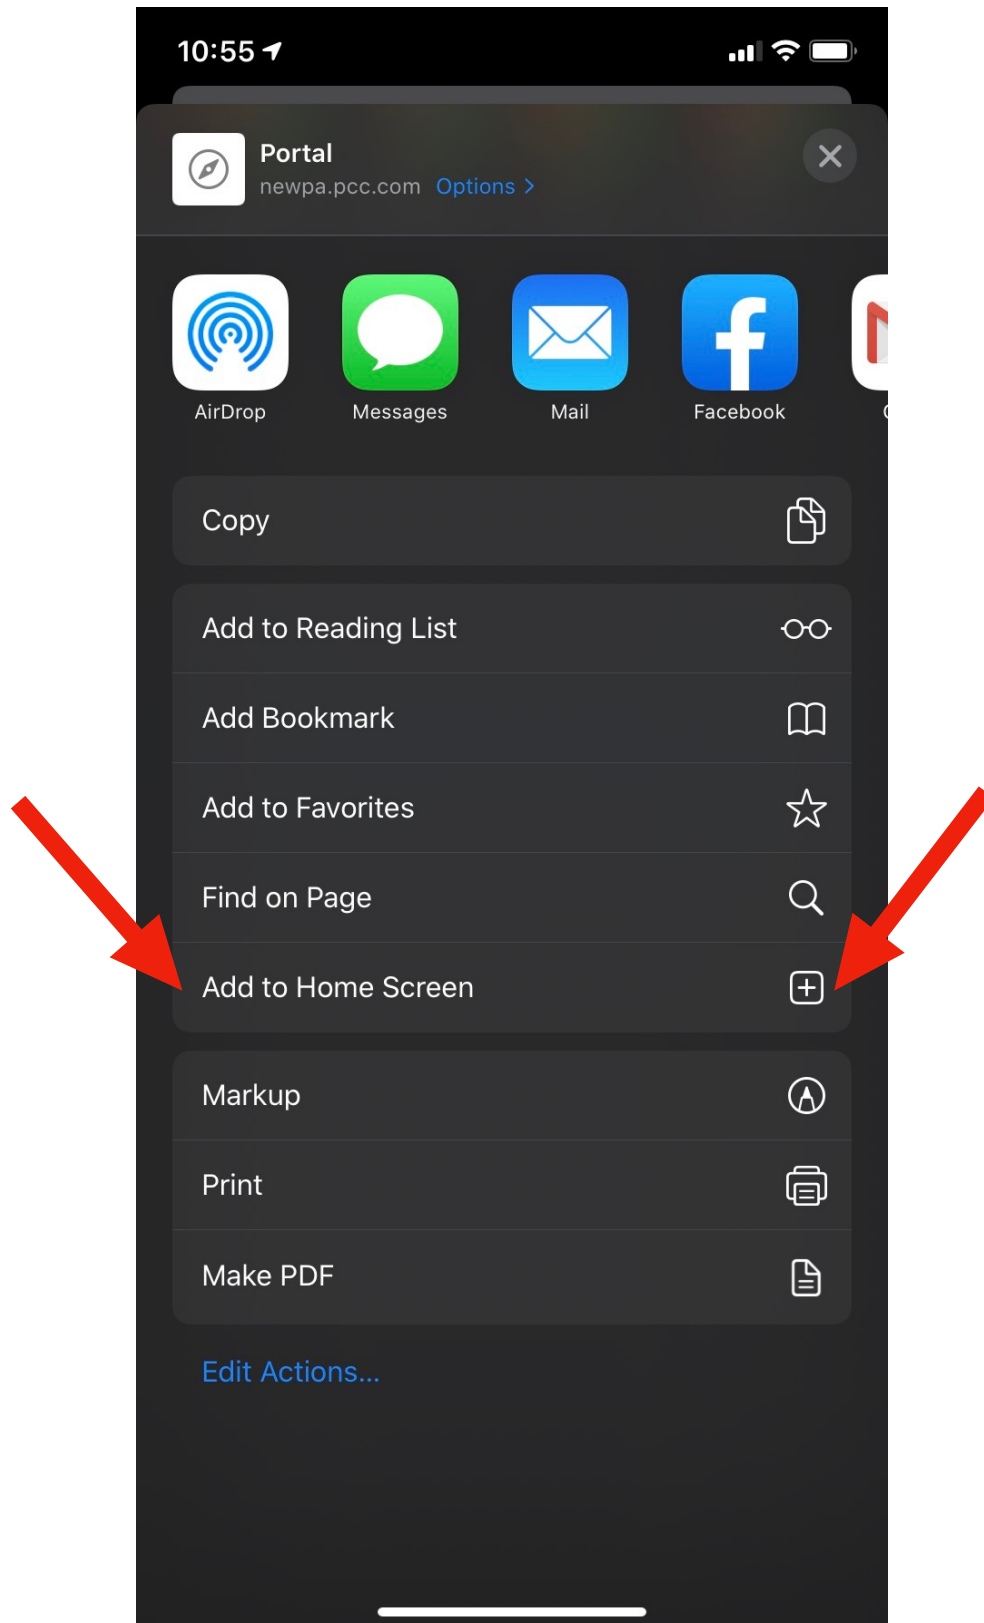 10:55
Portal
newpa.pcc.com Options >
AirDrop
Messages
Mail
Facebook
Copy
Add to Reading List
Add Bookmark
Add to Favorites
Find on Page
Add to Home Screen
Markup
Print
Make PDF
Edit Actions...